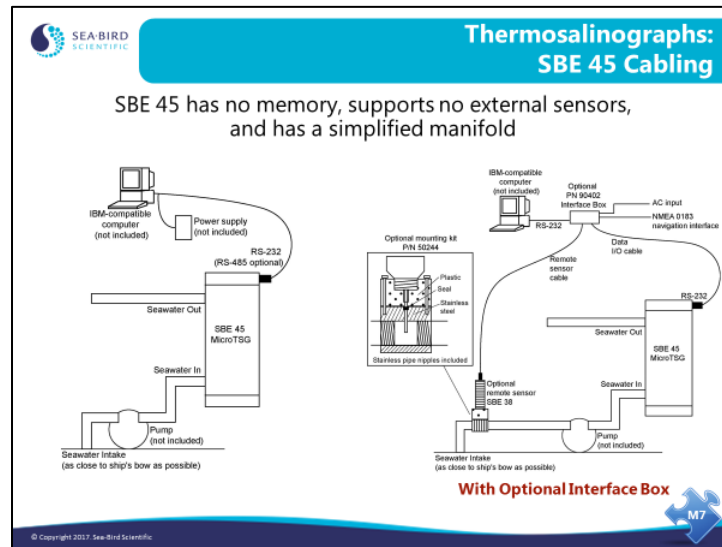 SEA·BIRD
SCIENTIFIC
Thermosalinographs:
SBE 45 Cabling
SBE 45 has no memory, supports no external sensors,
and has a simplified manifold
IBM-compatible
computer
(not included)
Power supply
(not included)
RS-232
(RS-485 optional)
Seawater Out
SBE 45
MicroTSG
Seawater In
Pump
(not included)
Seawater Intake
(as close to ship's bow as possible)
IBM-compatible
computer
(not included)
RS-232
Optional
PN 90402
Interface Box
AC input
NMEA 0183
navigation interface
Optional mounting kit
P/N 50244
Plastic
Seal
Stainless
steel
Stainless pipe nipples included
Remote
sensor
cable
Data
I/O cable
RS-232
Seawater Out
SBE 45
MicroTSG
Seawater In
Optional
remote sensor
SBE 38
Pump
(not included)
Seawater Intake
(as close to ship's bow as possible)
With Optional Interface Box
M7
© Copyright 2017. Sea-Bird Scientific